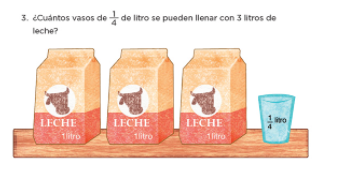 3. ¿Cuántos vasos de 1/4 de litro se pueden llenar con 3 litros de
leche?
LECHE LECHE LECHE
1 litro 1 litro 1 litro
1/4 litro